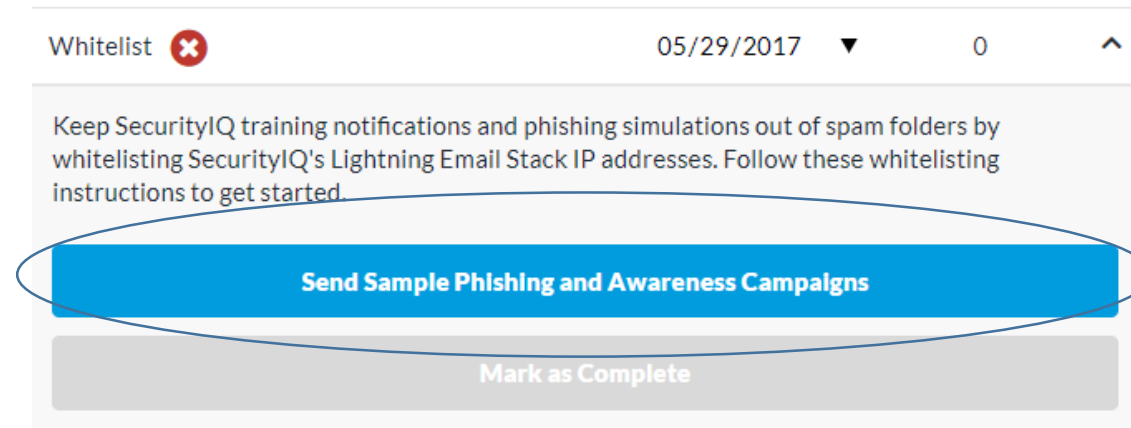 Whitelist 05/29/2017 ▼ 0
Keep SecurityIQ training notifications and phishing simulations out of spam folders by
whitelisting SecurityIQ's Lightning Email Stack IP addresses. Follow these whitelisting
instructions to get started.
Send Sample Phishing and Awareness Campaigns
Mark as Complete